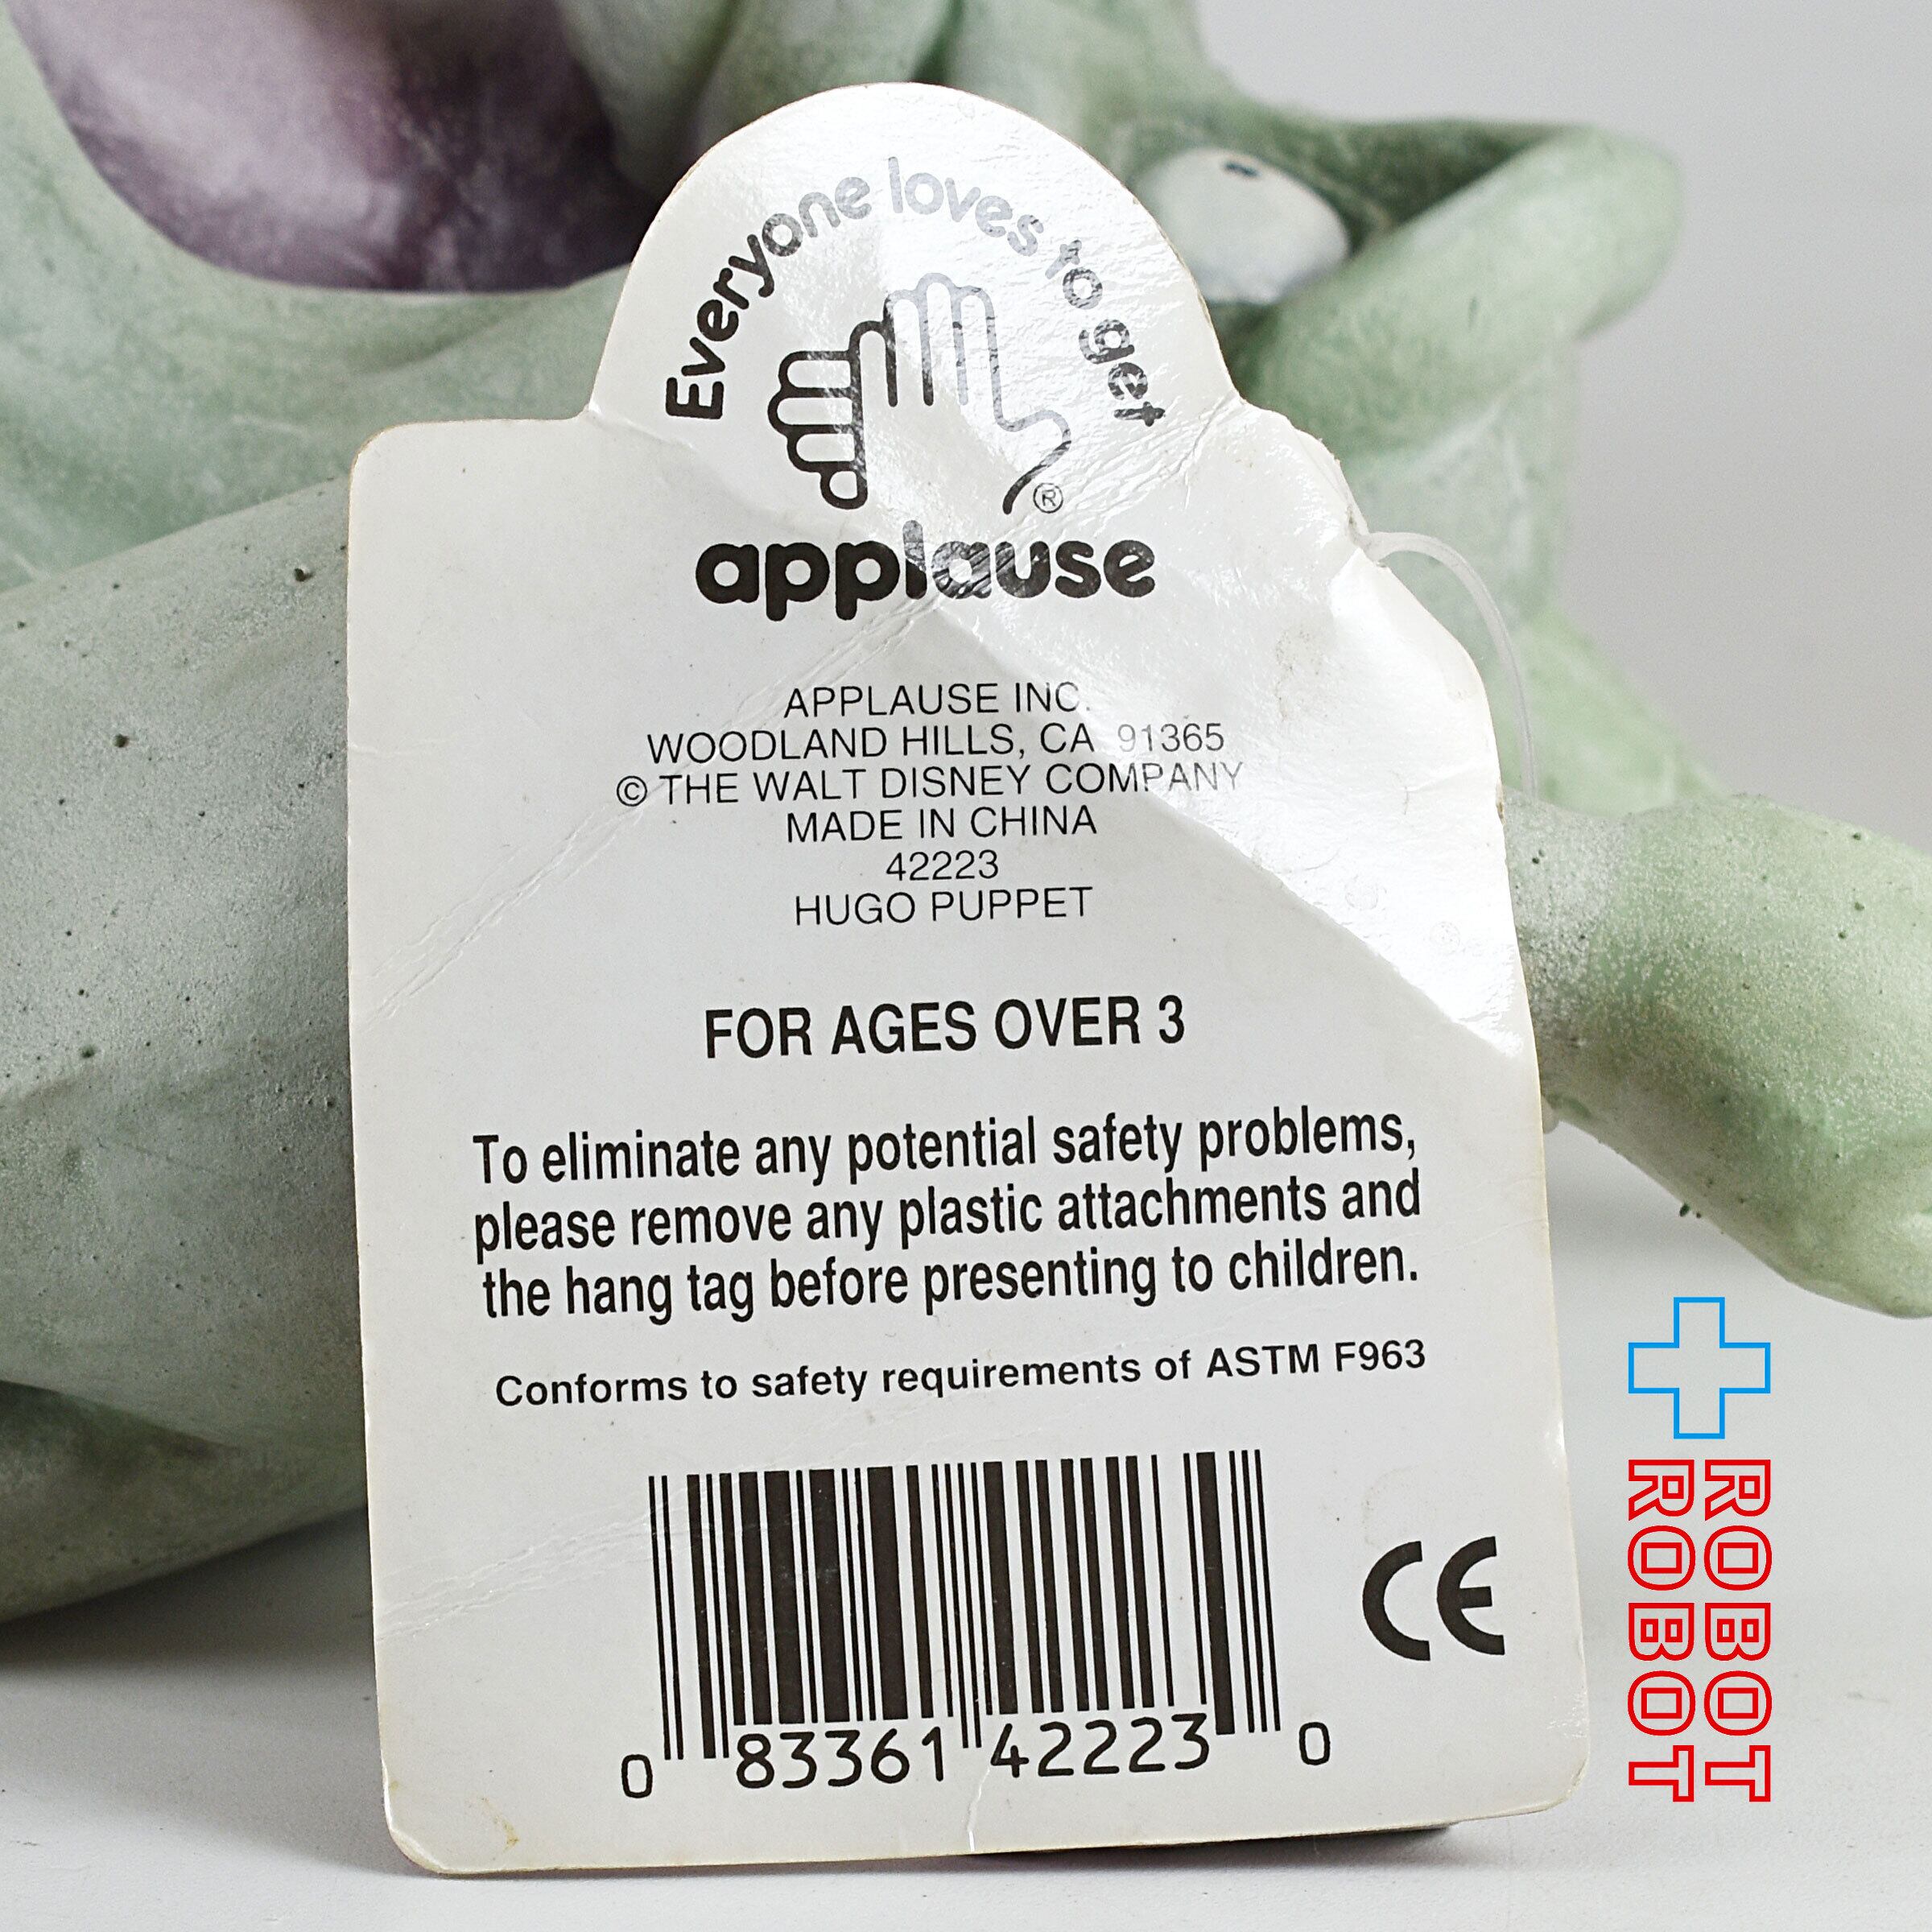 Everyone loves to get
®
applause
APPLAUSE INC.
WOODLAND HILLS, CA 91365
© THE WALT DISNEY COMPANY
MADE IN CHINA
42223
HUGO PUPPET
FOR AGES OVER 3
To eliminate any potential safety problems,
please remove any plastic attachments and
the hang tag before presenting to children.
Conforms to safety requirements of ASTM F963
CE
0 83361 42223 0
ROBOT
ROBOT